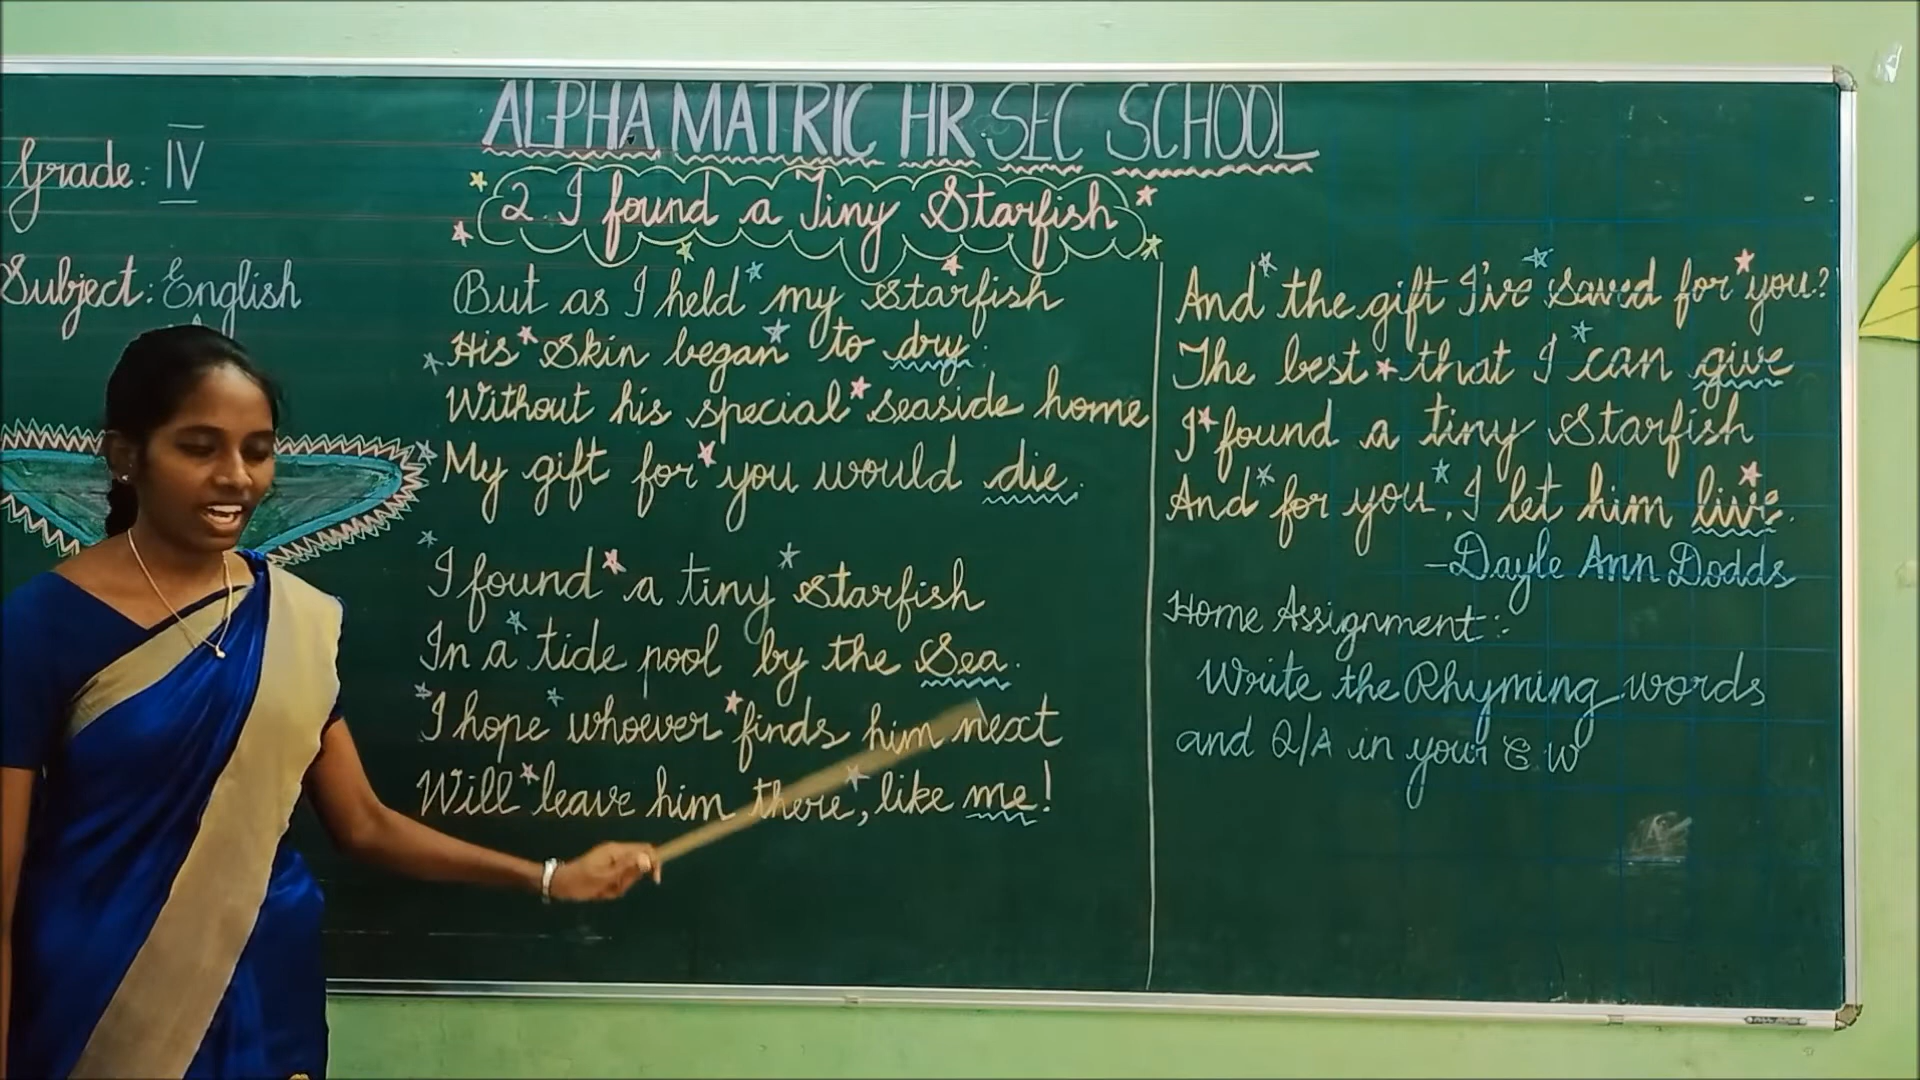 ALPHA MATRIC HR.SEC SCHOOL
Grade: IV
Subject: English
2. I found a Tiny Starfish
But as I held my starfish
His skin began to dry.
Without his special seaside home
My gift for you would die.
I found a tiny starfish
In a tide pool by the Sea.
I hope whoever finds him next
Will leave him there, like me!
And the gift I've saved for you?
The best that I can give
I found a tiny starfish
And for you, I let him live.
-Dayle Ann Dodds
Home Assignment:-
Write the Rhyming words
and Q/A in your C W